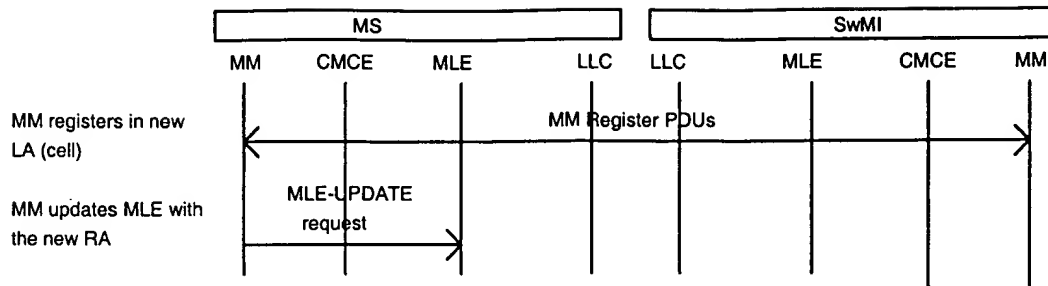 MS
SwMI
MM CMCE MLE LLC LLC MLE CMCE MM
MM registers in new
LA (cell)
MM Register PDUs
MM updates MLE with
the new RA
MLE-UPDATE
request